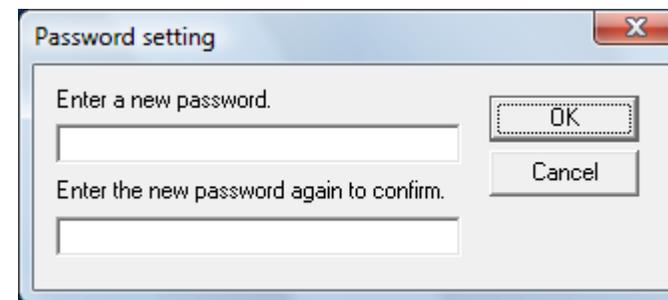 Password setting
Enter a new password.
OK
Cancel
Enter the new password again to confirm.